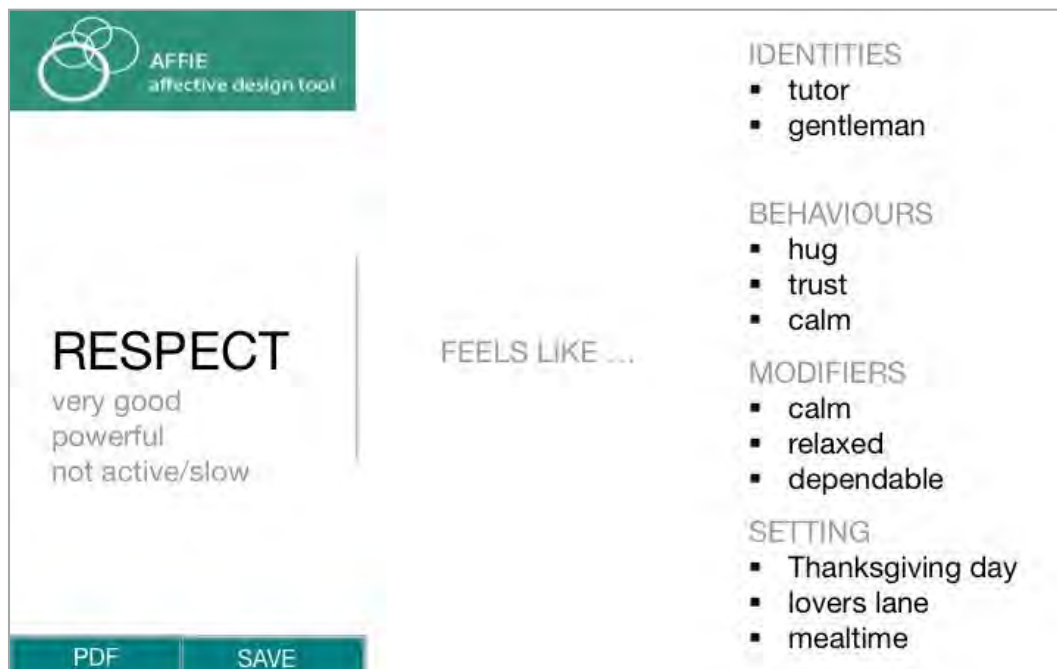 AFFIE
affective design tool
RESPECT
very good
powerful
not active/slow
PDF
SAVE
FEELS LIKE ...
IDENTITIES
▪ tutor
▪ gentleman
BEHAVIOURS
▪ hug
▪ trust
▪ calm
MODIFIERS
▪ calm
▪ relaxed
▪ dependable
SETTING
▪ Thanksgiving day
▪ lovers lane
▪ mealtime